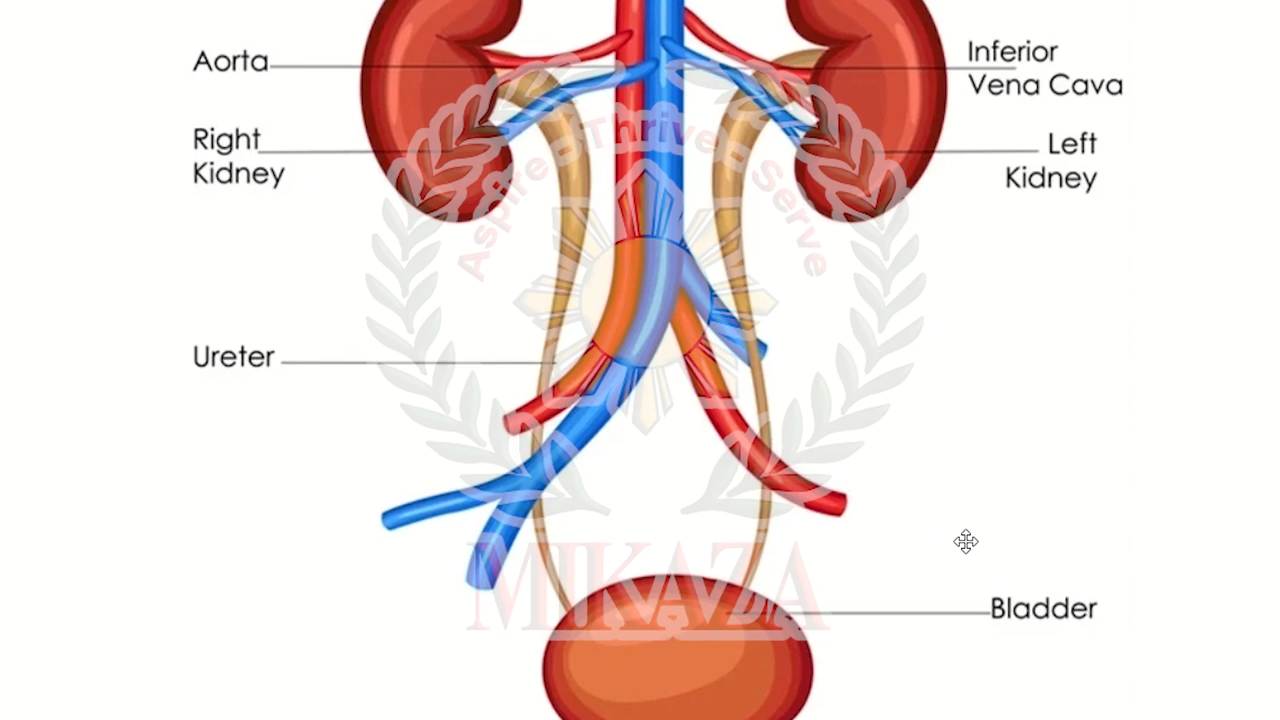 Aorta
Inferior
Vena Cava
Right
Kidney
Left
Kidney
Aspire Thrive Serve
Ureter
MIKAZA
Bladder